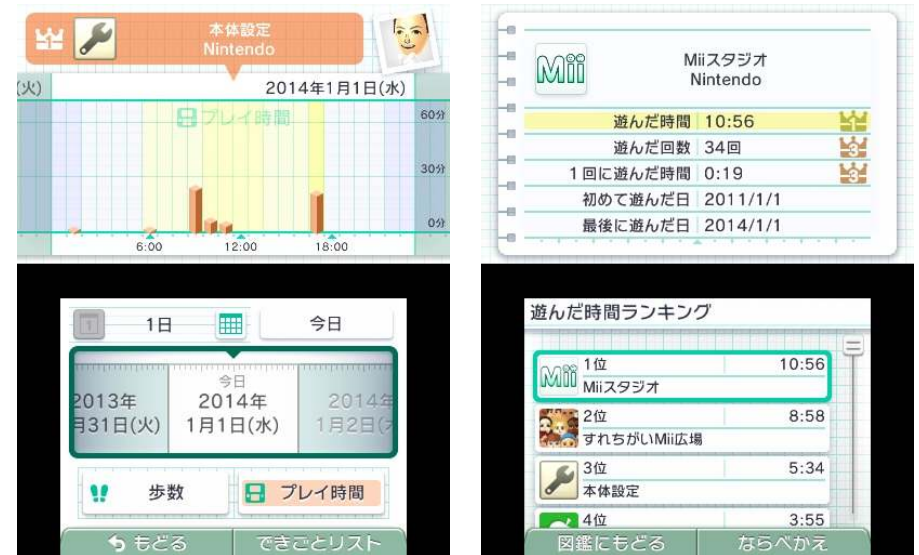 本体設定
Nintendo
(火)
2014年1月1日(水)
プレイ時間
60分
30分
0分
6:00
12:00
18:00
1
1日
今日
2013年
月31日(火)
今日
2014年
1月1日(水)
2014年
1月2日(
歩数
プレイ時間
もどる
できごとリスト
Mii
Miiスタジオ
Nintendo
遊んだ時間 10:56
1
遊んだ回数 34回
3
1回に遊んだ時間 0:19
3
初めて遊んだ日 2011/1/1
最後に遊んだ日 2014/1/1
遊んだ時間ランキング
Mii
1位 10:56
Miiスタジオ
2位 8:58
すれちがいMii広場
3位 5:34
本体設定
4位 3:55
図鑑にもどる
ならべかえ